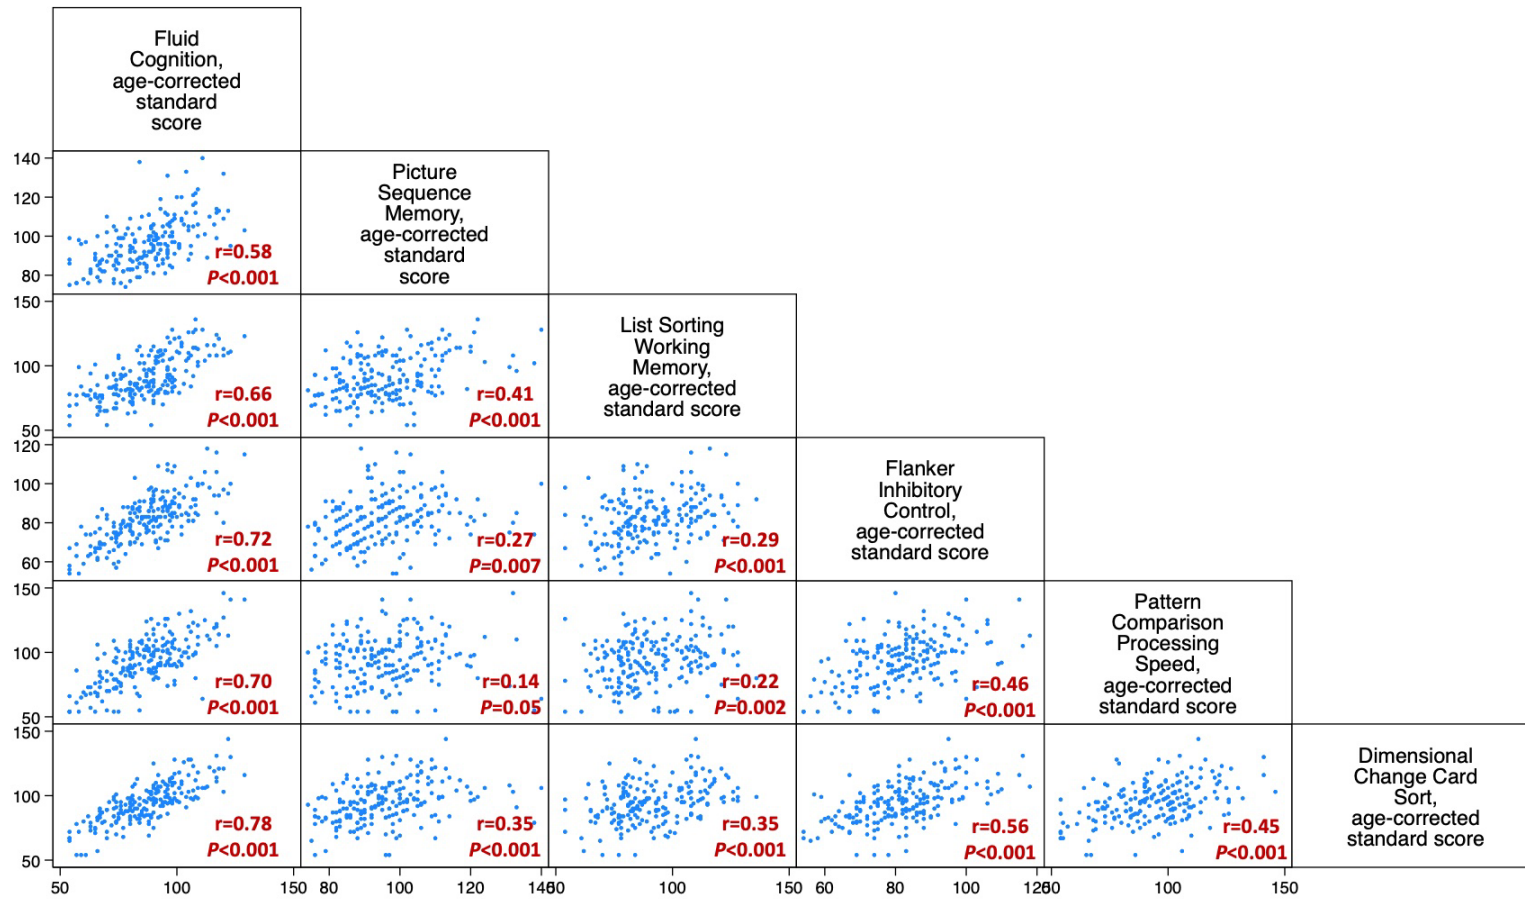 Fluid
Cognition,
age-corrected
standard
score
140
120
100
80
r=0.58
P<0.001
Picture
Sequence
Memory,
age-corrected
standard
score
150
100
50
r=0.66
P<0.001
r=0.41
P<0.001
List Sorting
Working
Memory,
age-corrected
standard score
120
100
80
60
r=0.72
P<0.001
r=0.27
P=0.007
r=0.29
P<0.001
Flanker
Inhibitory
Control,
age-corrected
standard score
150
100
50
r=0.70
P<0.001
r=0.14
P=0.05
r=0.22
P=0.002
r=0.46
P<0.001
Pattern
Comparison
Processing
Speed,
age-corrected
standard score
150
100
50
r=0.78
P<0.001
r=0.35
P<0.001
r=0.35
P<0.001
r=0.56
P<0.001
r=0.45
P<0.001
Dimensional
Change Card
Sort,
age-corrected
standard score
50 100 150 80 100 120 140 50 100 150 60 80 100 120 50 100 150